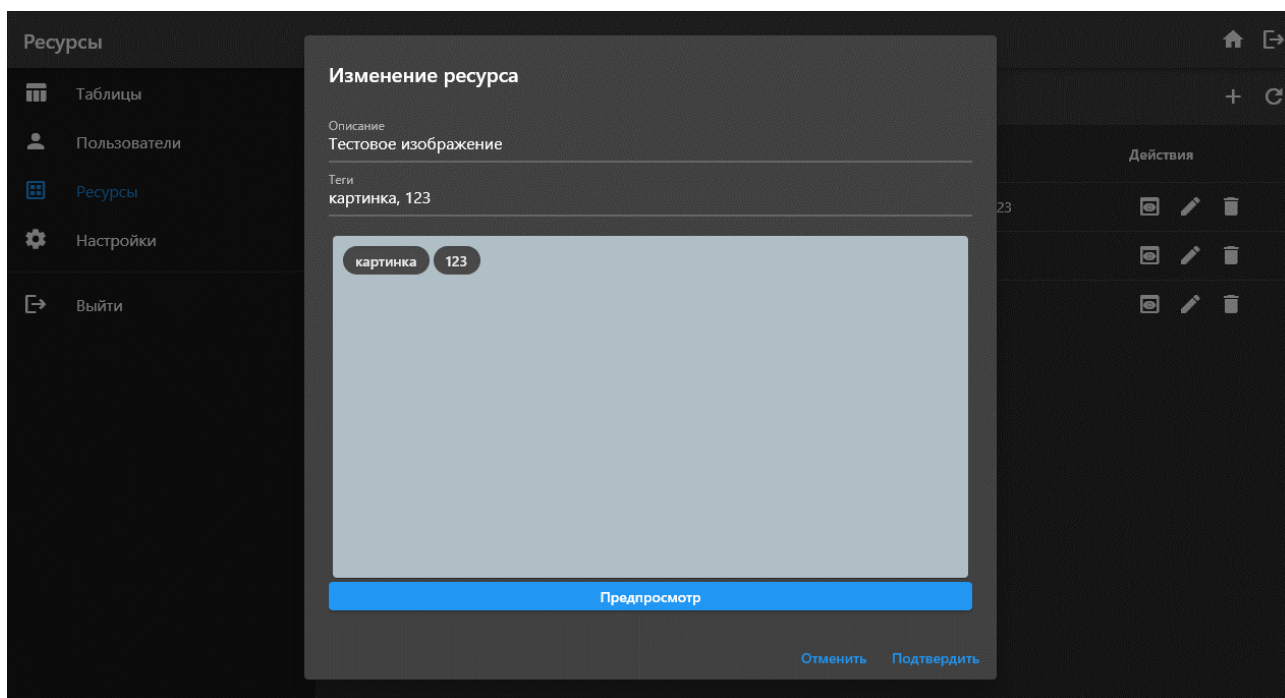 Ресурсы
Таблицы
Пользователи
Ресурсы
Настройки
Выйти
Изменение ресурса
Описание
Тестовое изображение
Теги
картинка, 123
картинка 123
Предпросмотр
Отменить Подтвердить
Действия
23